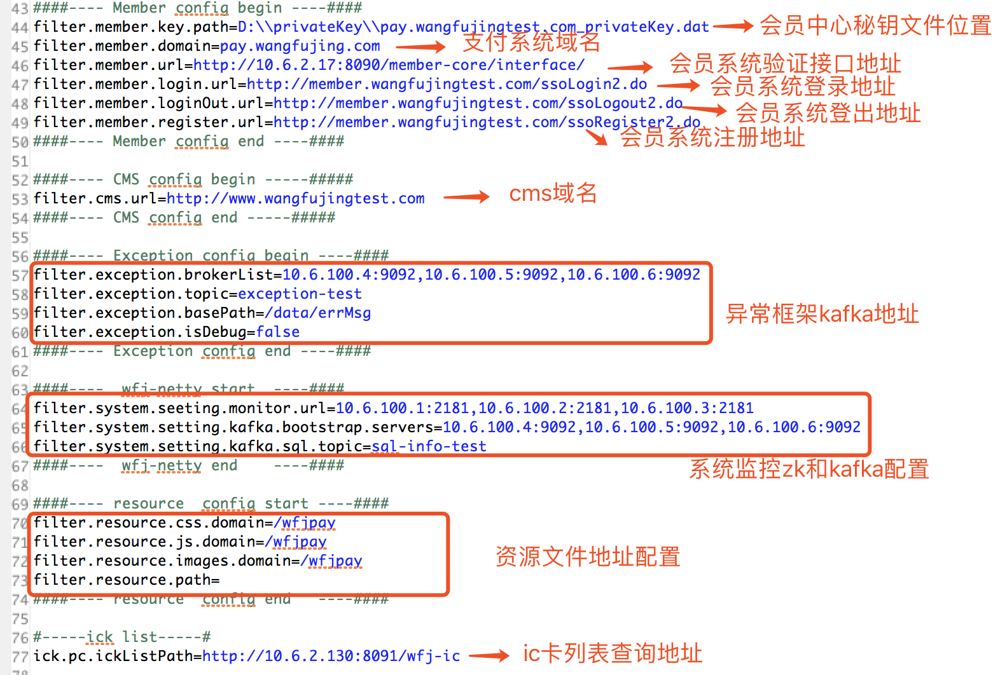 43 ####---- Member config begin ----####
44 filter.member.key.path=D:\\privateKey\\pay.wangfujingtest.com_privateKey.dat 会员中心秘钥文件位置
45 filter.member.domain=pay.wangfujing.com 支付系统域名
46 filter.member.url=http://10.6.2.17:8090/member-core/interface/ 会员系统验证接口地址
47 filter.member.login.url=http://member.wangfujingtest.com/ssoLogin2.do 会员系统登录地址
48 filter.member.loginOut.url=http://member.wangfujingtest.com/ssoLogout2.do 会员系统登出地址
49 filter.member.register.url=http://member.wangfujingtest.com/ssoRegister2.do
会员系统注册地址
50 ####---- Member config end ----####
51
52 ####---- CMS config begin -----#####
53 filter.cms.url=http://www.wangfujingtest.com cms域名
54 ####---- CMS config end -----#####
55
56 ####---- Exception config begin ----####
57 filter.exception.brokerList=10.6.100.4:9092,10.6.100.5:9092,10.6.100.6:9092
58 filter.exception.topic=exception-test
59 filter.exception.basePath=/data/errMsg 异常框架kafka地址
60 filter.exception.isDebug=false
61 ####---- Exception config end ----####
62
63 ####---- wfj-netty start ----####
64 filter.system.seeting.monitor.url=10.6.100.1:2181,10.6.100.2:2181,10.6.100.3:2181
65 filter.system.setting.kafka.bootstrap.servers=10.6.100.4:9092,10.6.100.5:9092,10.6.100.6:9092
66 filter.system.setting.kafka.sql.topic=sql-info-test
67 ####---- wfj-netty end ----#### 系统监控zk和kafka配置
68
69 ####---- resource config start ----####
70 filter.resource.css.domain=/wfjpay
71 filter.resource.js.domain=/wfjpay
72 filter.resource.images.domain=/wfjpay 资源文件地址配置
73 filter.resource.path=
74 ####---- resource config end ----####
75
76 #-----ick list-----#
77 ick.pc.ickListPath=http://10.6.2.130:8091/wfj-ic ic卡列表查询地址
78